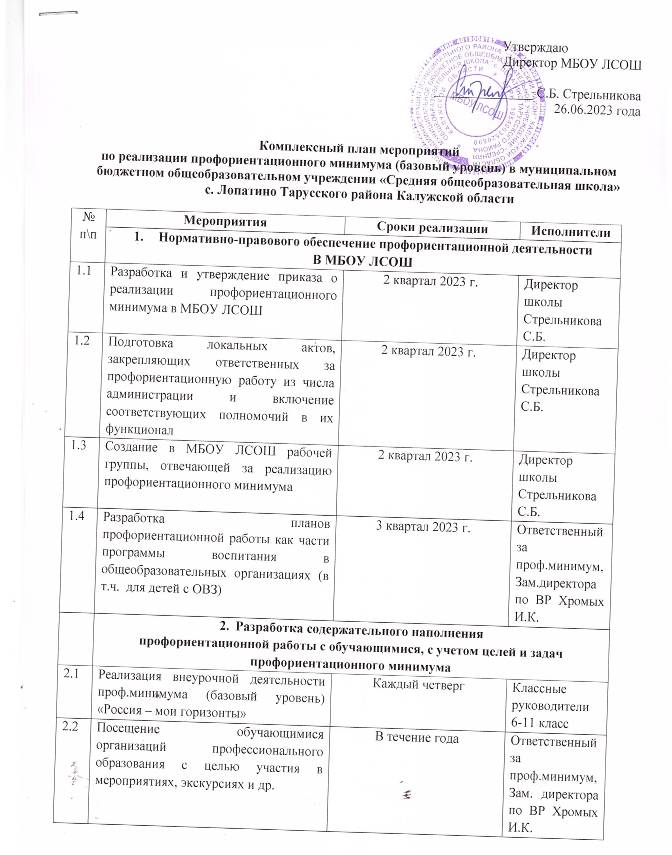 Утверждаю
Директор МБОУ ЛСОШ
С.Б. Стрельникова
26.06.2023 года
МБОУ ЛСОШ
Комплексный план мероприятий
по реализации профориентационного минимума (базовый уровень) в муниципальном
бюджетном общеобразовательном учреждении «Средняя общеобразовательная школа»
с. Лопатино Тарусского района Калужской области
№ п\п Мероприятия Сроки реализации Исполнители
1. Нормативно-правового обеспечение профориентационной деятельности
В МБОУ ЛСОШ
1.1 Разработка и утверждение приказа о
реализации профориентационного
минимума в МБОУ ЛСОШ
2 квартал 2023 г.
Директор
школы
Стрельникова
С.Б.
1.2 Подготовка локальных актов,
закрепляющих ответственных за
профориентационную работу из числа
администрации и включение
соответствующих полномочий в их
функционал
2 квартал 2023 г.
Директор
школы
Стрельникова
С.Б.
1.3 Создание в МБОУ ЛСОШ рабочей
группы, отвечающей за реализацию
профориентационного минимума
2 квартал 2023 г.
Директор
школы
Стрельникова
С.Б.
1.4 Разработка планов
профориентационной работы как части
программы воспитания в
общеобразовательных организациях (в
т.ч. для детей с ОВЗ)
3 квартал 2023 г.
Ответственный
за
проф.минимум,
Зам.директора
по ВР Хромых
И.К.
2. Разработка содержательного наполнения
профориентационной работы с обучающимися, с учетом целей и задач
профориентационного минимума
2.1 Реализация внеурочной деятельности
проф.минимума (базовый уровень)
«Россия – мои горизонты»
Каждый четверг
Классные
руководители
6-11 класс
2.2 Посещение обучающимися
организаций профессионального
образования с целью участия в
мероприятиях, экскурсиях и др.
В течение года
Ответственный
за
проф.минимум,
Зам. директора
по ВР Хромых
И.К.